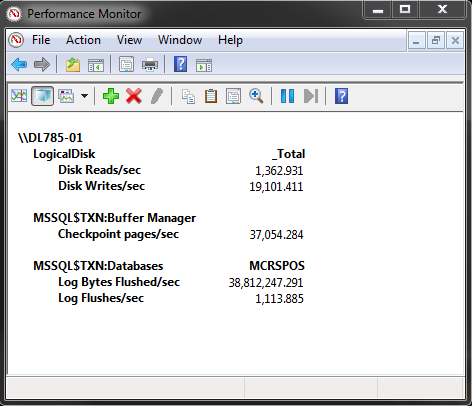 Performance Monitor
File Action View Window Help
\\DL785-01
LogicalDisk _Total
Disk Reads/sec 1,362.931
Disk Writes/sec 19,101.411
MSSQL$TXN:Buffer Manager
Checkpoint pages/sec 37,054.284
MSSQL$TXN:Databases MCRSPOS
Log Bytes Flushed/sec 38,812,247.291
Log Flushes/sec 1,113.885